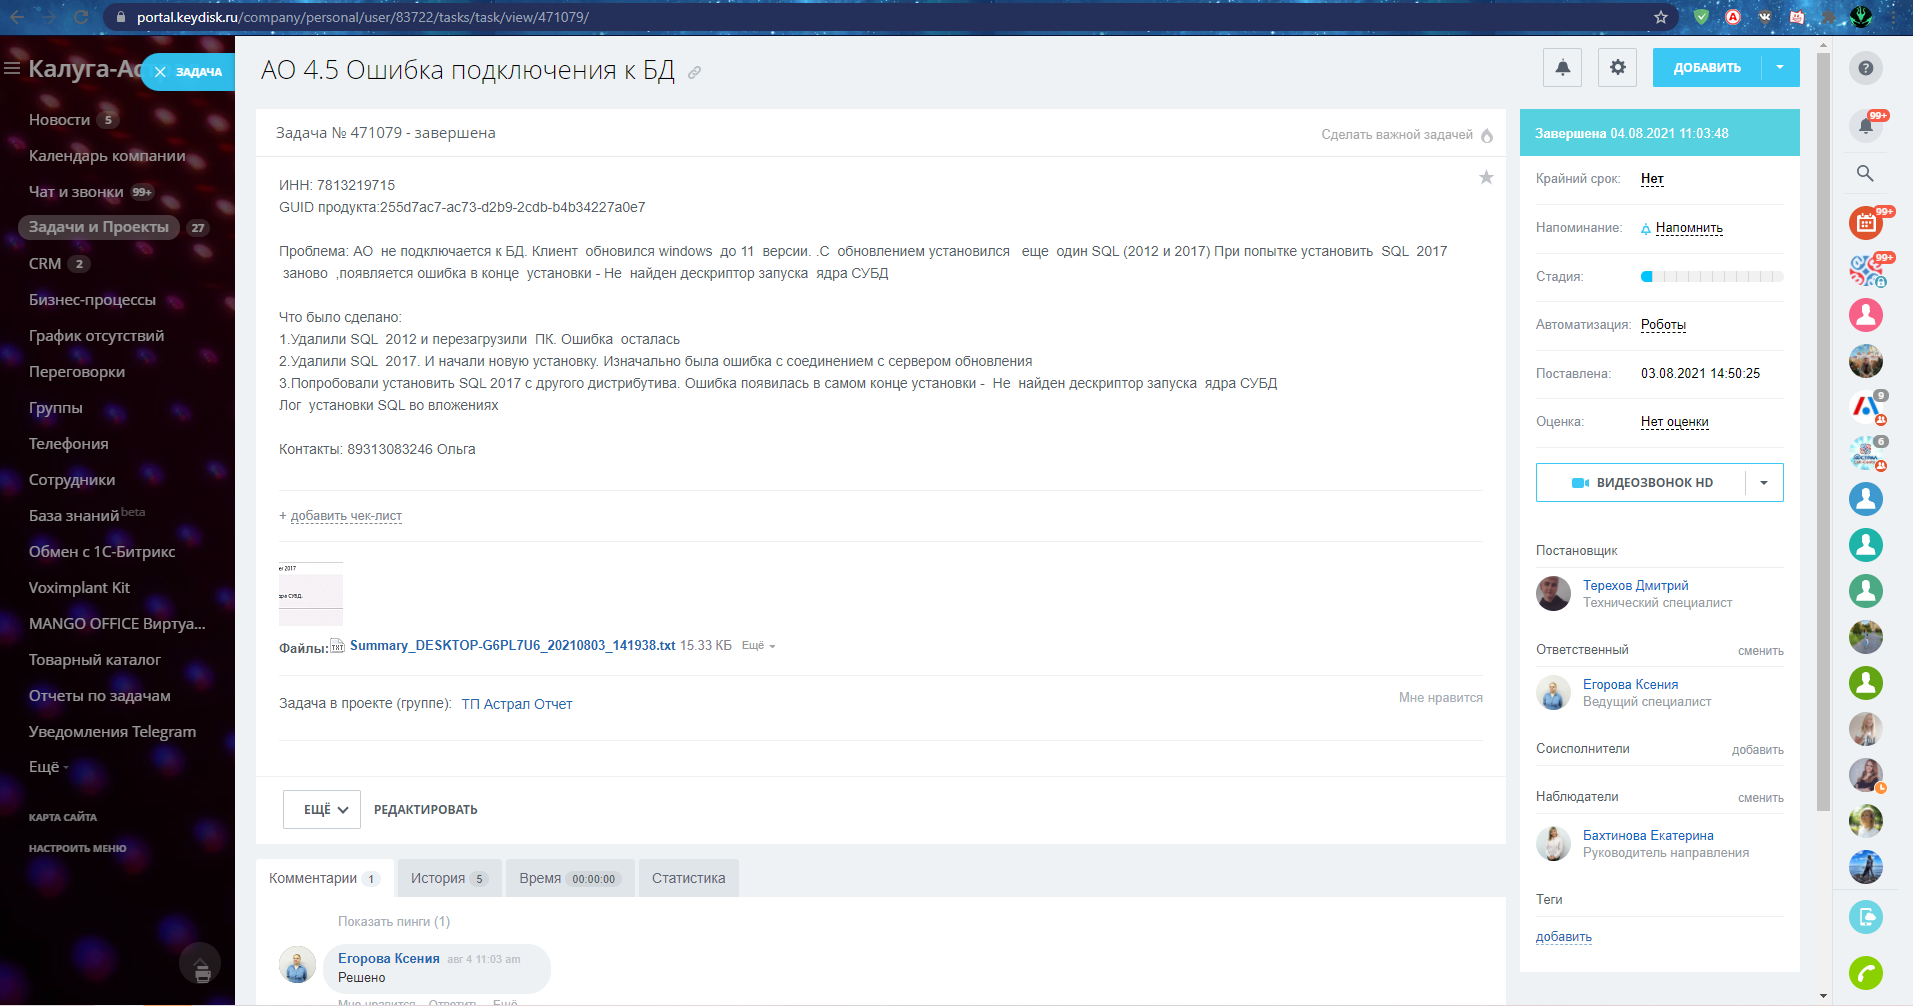 portal.keydisk.ru/company/personal/user/83722/tasks/task/view/471079/
Калуга-Ас
ЗАДАЧА
Новости 5
Календарь компании
Чат и звонки 99+
Задачи и Проекты 27
CRM 2
Бизнес-процессы
График отсутствий
Переговорки
Группы
Телефония
Сотрудники
База знаний beta
Обмен с 1С-Битрикс
Voximplant Kit
MANGO OFFICE Виртуа...
Товарный каталог
Отчеты по задачам
Уведомления Telegram
Ещё
КАРТА САЙТА
НАСТРОИТЬ МЕНЮ
АО 4.5 Ошибка подключения к БД
ДОБАВИТЬ
Задача № 471079 - завершена
Сделать важной задачей
ИНН: 7813219715
GUID продукта:255d7ac7-ac73-d2b9-2cdb-b4b34227a0e7
Проблема: АО не подключается к БД. Клиент обновился windows до 11 версии. .С обновлением установился еще один SQL (2012 и 2017) При попытке установить SQL 2017
заново ,появляется ошибка в конце установки - Не найден дескриптор запуска ядра СУБД
Что было сделано:
1.Удалили SQL 2012 и перезагрузили ПК. Ошибка осталась
2.Удалили SQL 2017. И начали новую установку. Изначально была ошибка с соединением с сервером обновления
3.Попробовали установить SQL 2017 с другого дистрибутива. Ошибка появилась в самом конце установки - Не найден дескриптор запуска ядра СУБД
Лог установки SQL во вложениях
Контакты: 89313083246 Ольга
+ добавить чек-лист
er 2017
дра СУБД.
Файлы: TXT Summary_DESKTOP-G6PL7U6_20210803_141938.txt 15.33 КБ Ещё
Задача в проекте (группе): ТП Астрал Отчет
Мне нравится
ЕЩЁ РЕДАКТИРОВАТЬ
Комментарии 1 История 5 Время 00:00:00 Статистика
Показать пинги (1)
Егорова Ксения авг 4 11:03 am
Решено
Мне нравится Ответить Ещё
Завершена 04.08.2021 11:03:48
Крайний срок: Нет
Напоминание: Напомнить
Стадия:
Автоматизация: Роботы
Поставлена: 03.08.2021 14:50:25
Оценка: Нет оценки
ВИДЕОЗВОНОК HD
Постановщик
Терехов Дмитрий
Технический специалист
Ответственный сменить
Егорова Ксения
Ведущий специалист
Соисполнители добавить
Наблюдатели сменить
Бахтинова Екатерина
Руководитель направления
Теги
добавить
99+
99+
99+
9
6